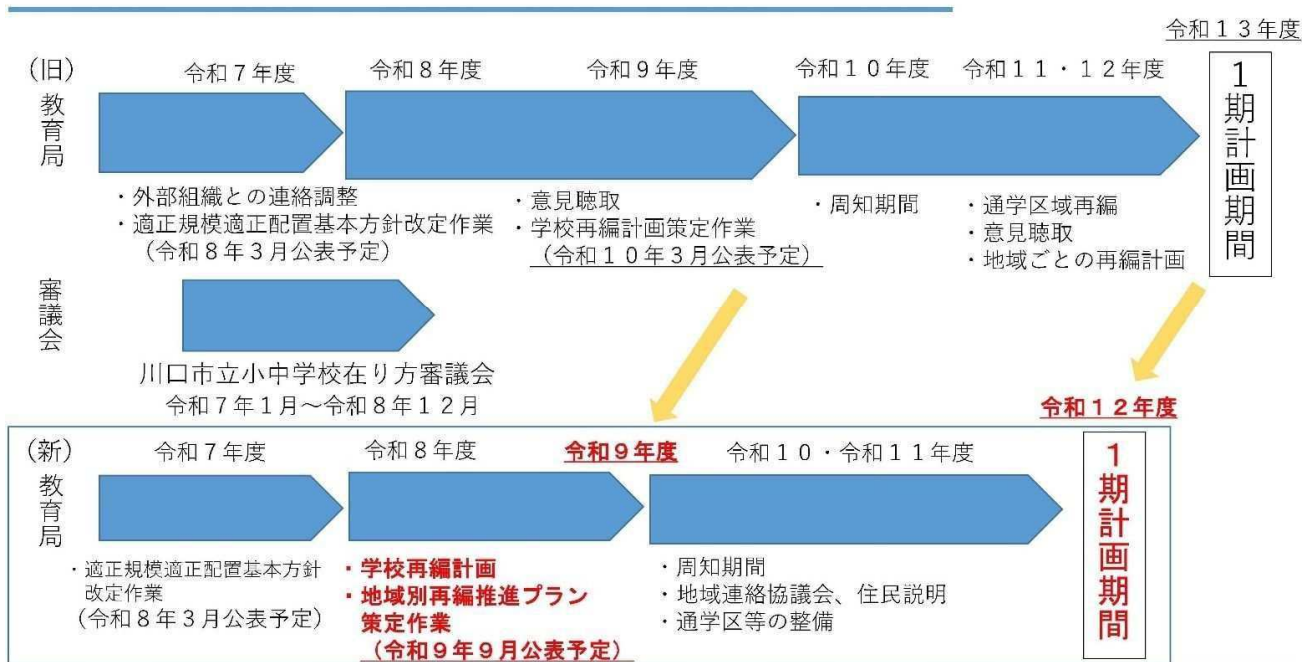 令和１３年度
(旧)
令和７年度
令和８年度
令和９年度
令和１０年度
令和１１・１２年度
教育局
１期計画期間
・外部組織との連絡調整
・適正規模適正配置基本方針改定作業
（令和８年３月公表予定）
・意見聴取
・学校再編計画策定作業
（令和１０年３月公表予定）
・周知期間
・通学区域再編
・意見聴取
・地域ごとの再編計画
審議会
川口市立小中学校在り方審議会
令和７年１月～令和８年１２月
令和１２年度
(新)
令和７年度
令和８年度
令和９年度
令和１０・令和１１年度
教育局
１期計画期間
・適正規模適正配置基本方針
改定作業
（令和８年３月公表予定）
・学校再編計画
・地域別再編推進プラン
策定作業
（令和９年９月公表予定）
・周知期間
・地域連絡協議会、住民説明
・通学区等の整備